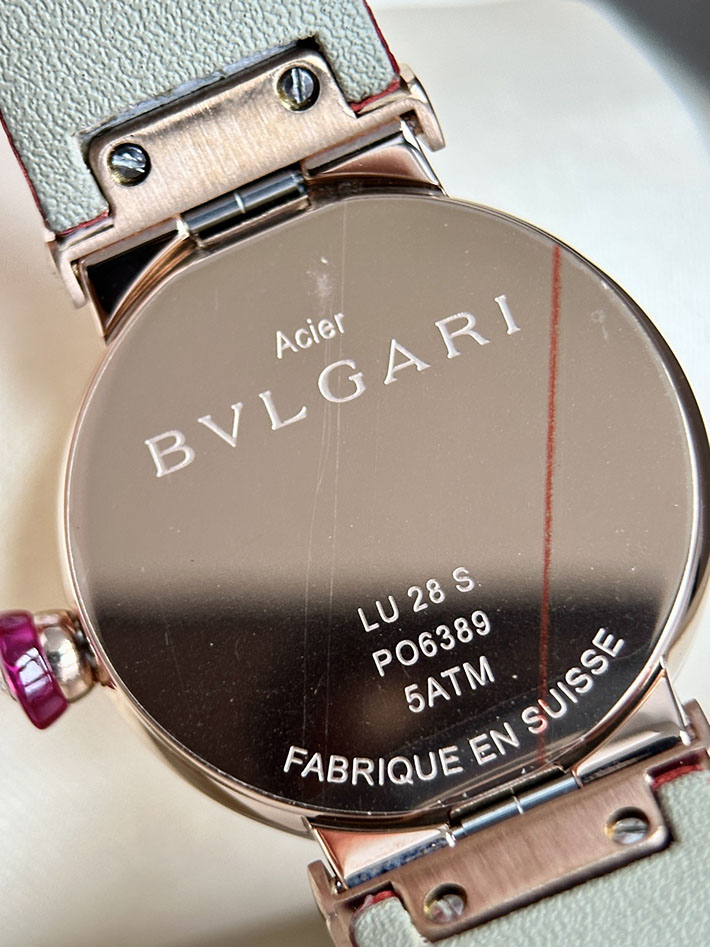 Acier
BVLGARI
LU 28 S
PO6389
5ATM
FABRIQUE EN SUISSE